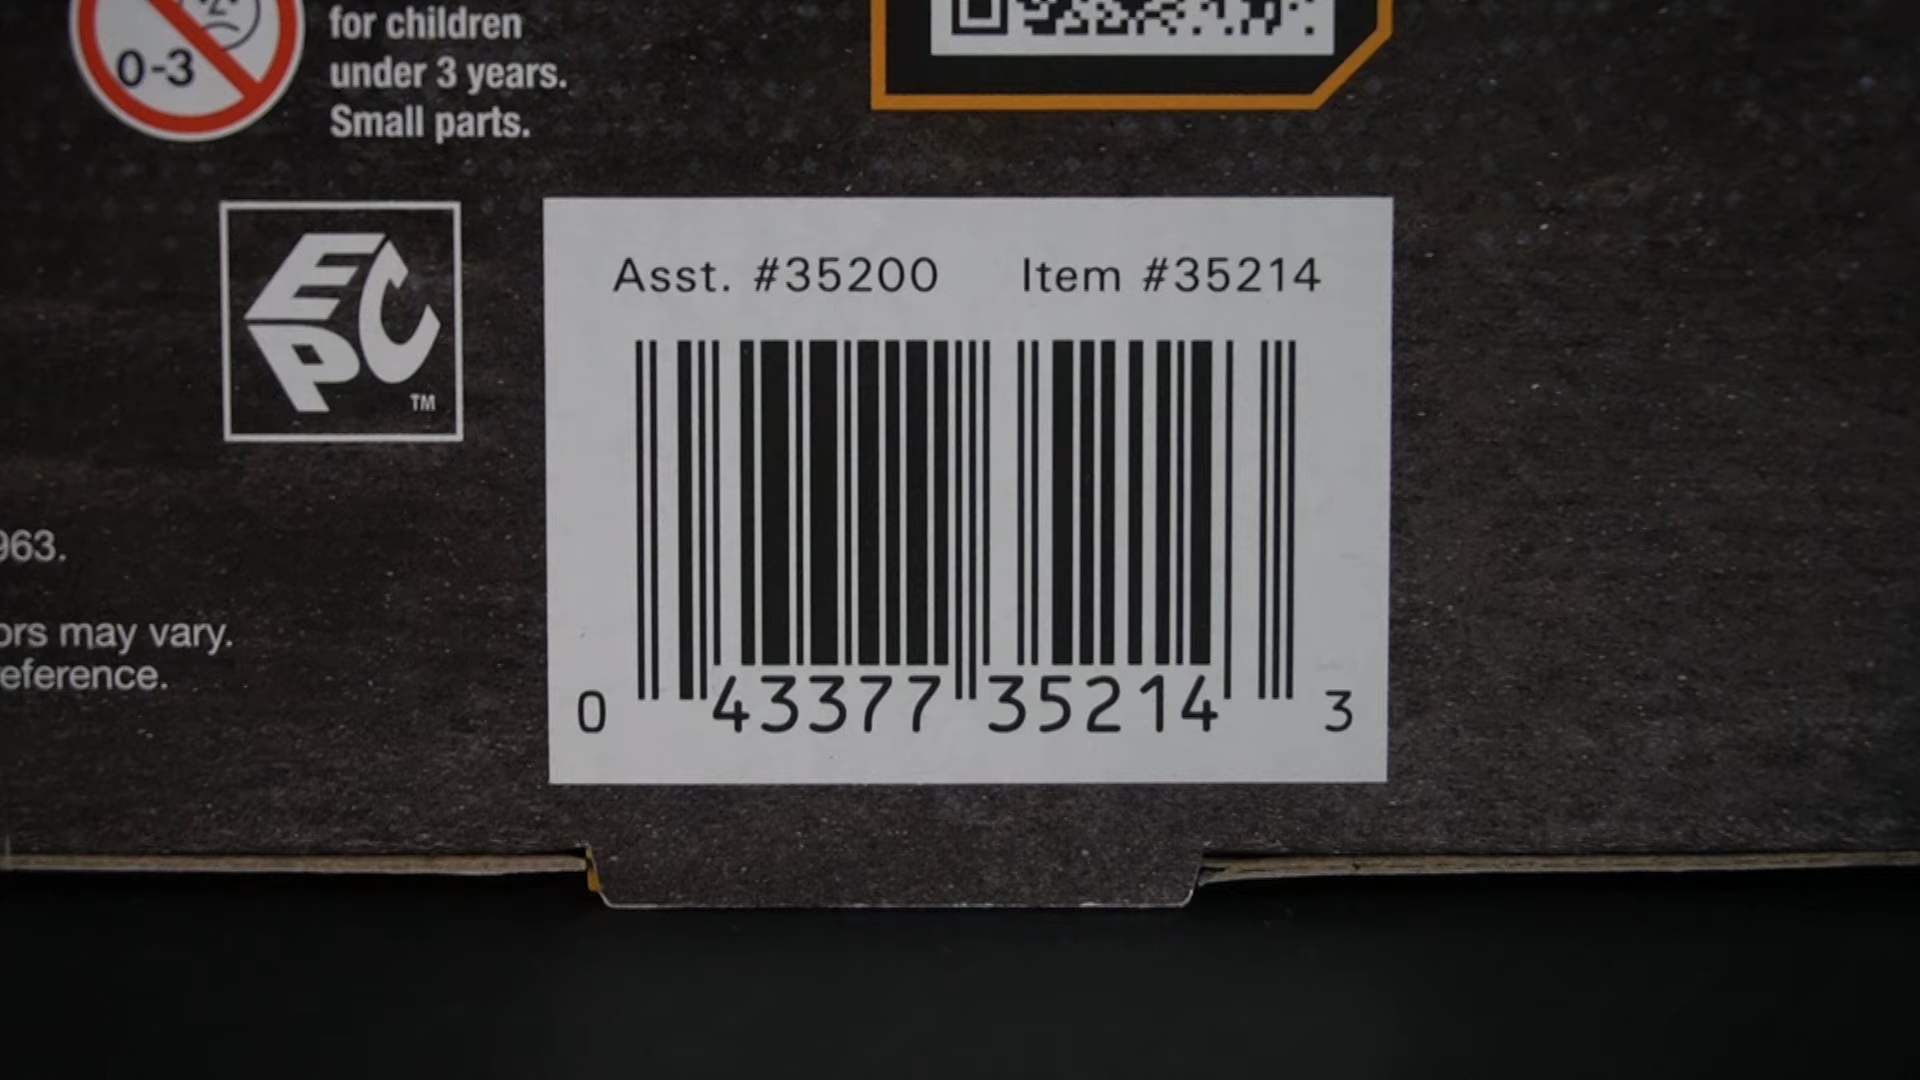 for children
under 3 years.
Small parts.
0-3
EPC
TM
Asst. #35200 Item #35214
963.
ors may vary.
eference.
0 43377 35214 3